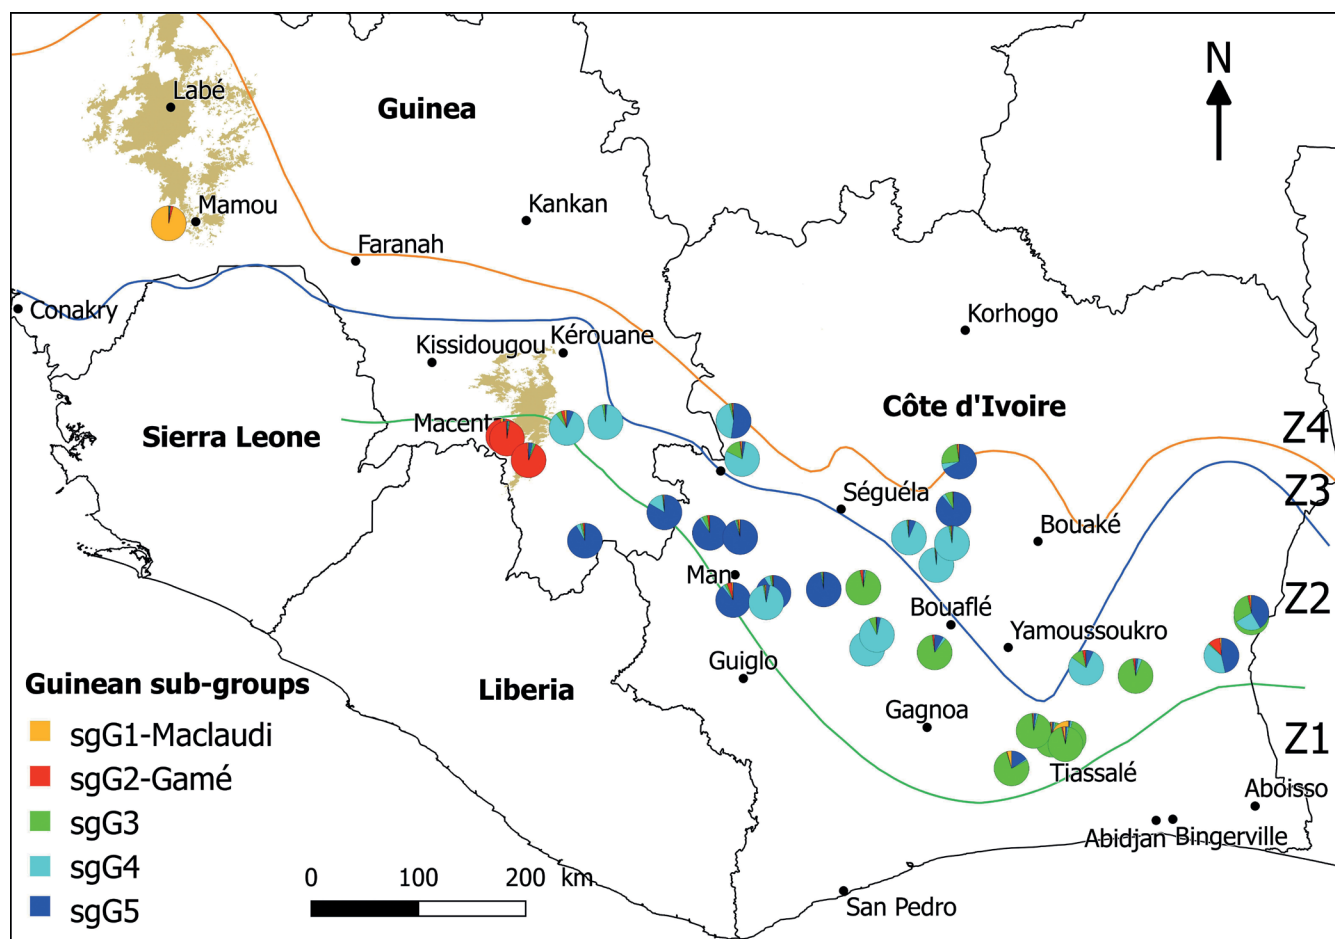 N
Labé
Guinea
Mamou
Kankan
Faranah
Conakry
Korhogo
Kérouane
Kissidougou
Côte d'Ivoire
Z4
Macenta
Sierra Leone
Z3
Séguéla
Bouaké
Man
Z2
Bouaflé
Yamoussoukro
Guiglo
Guinean sub-groups
Liberia
Gagnoa
sgG1-Maclaudi
Z1
sgG2-Gamé
Tiassalé
Aboisso
sgG3
Abidjan
Bingerville
sgG4
0 100 200 km
sgG5
San Pedro